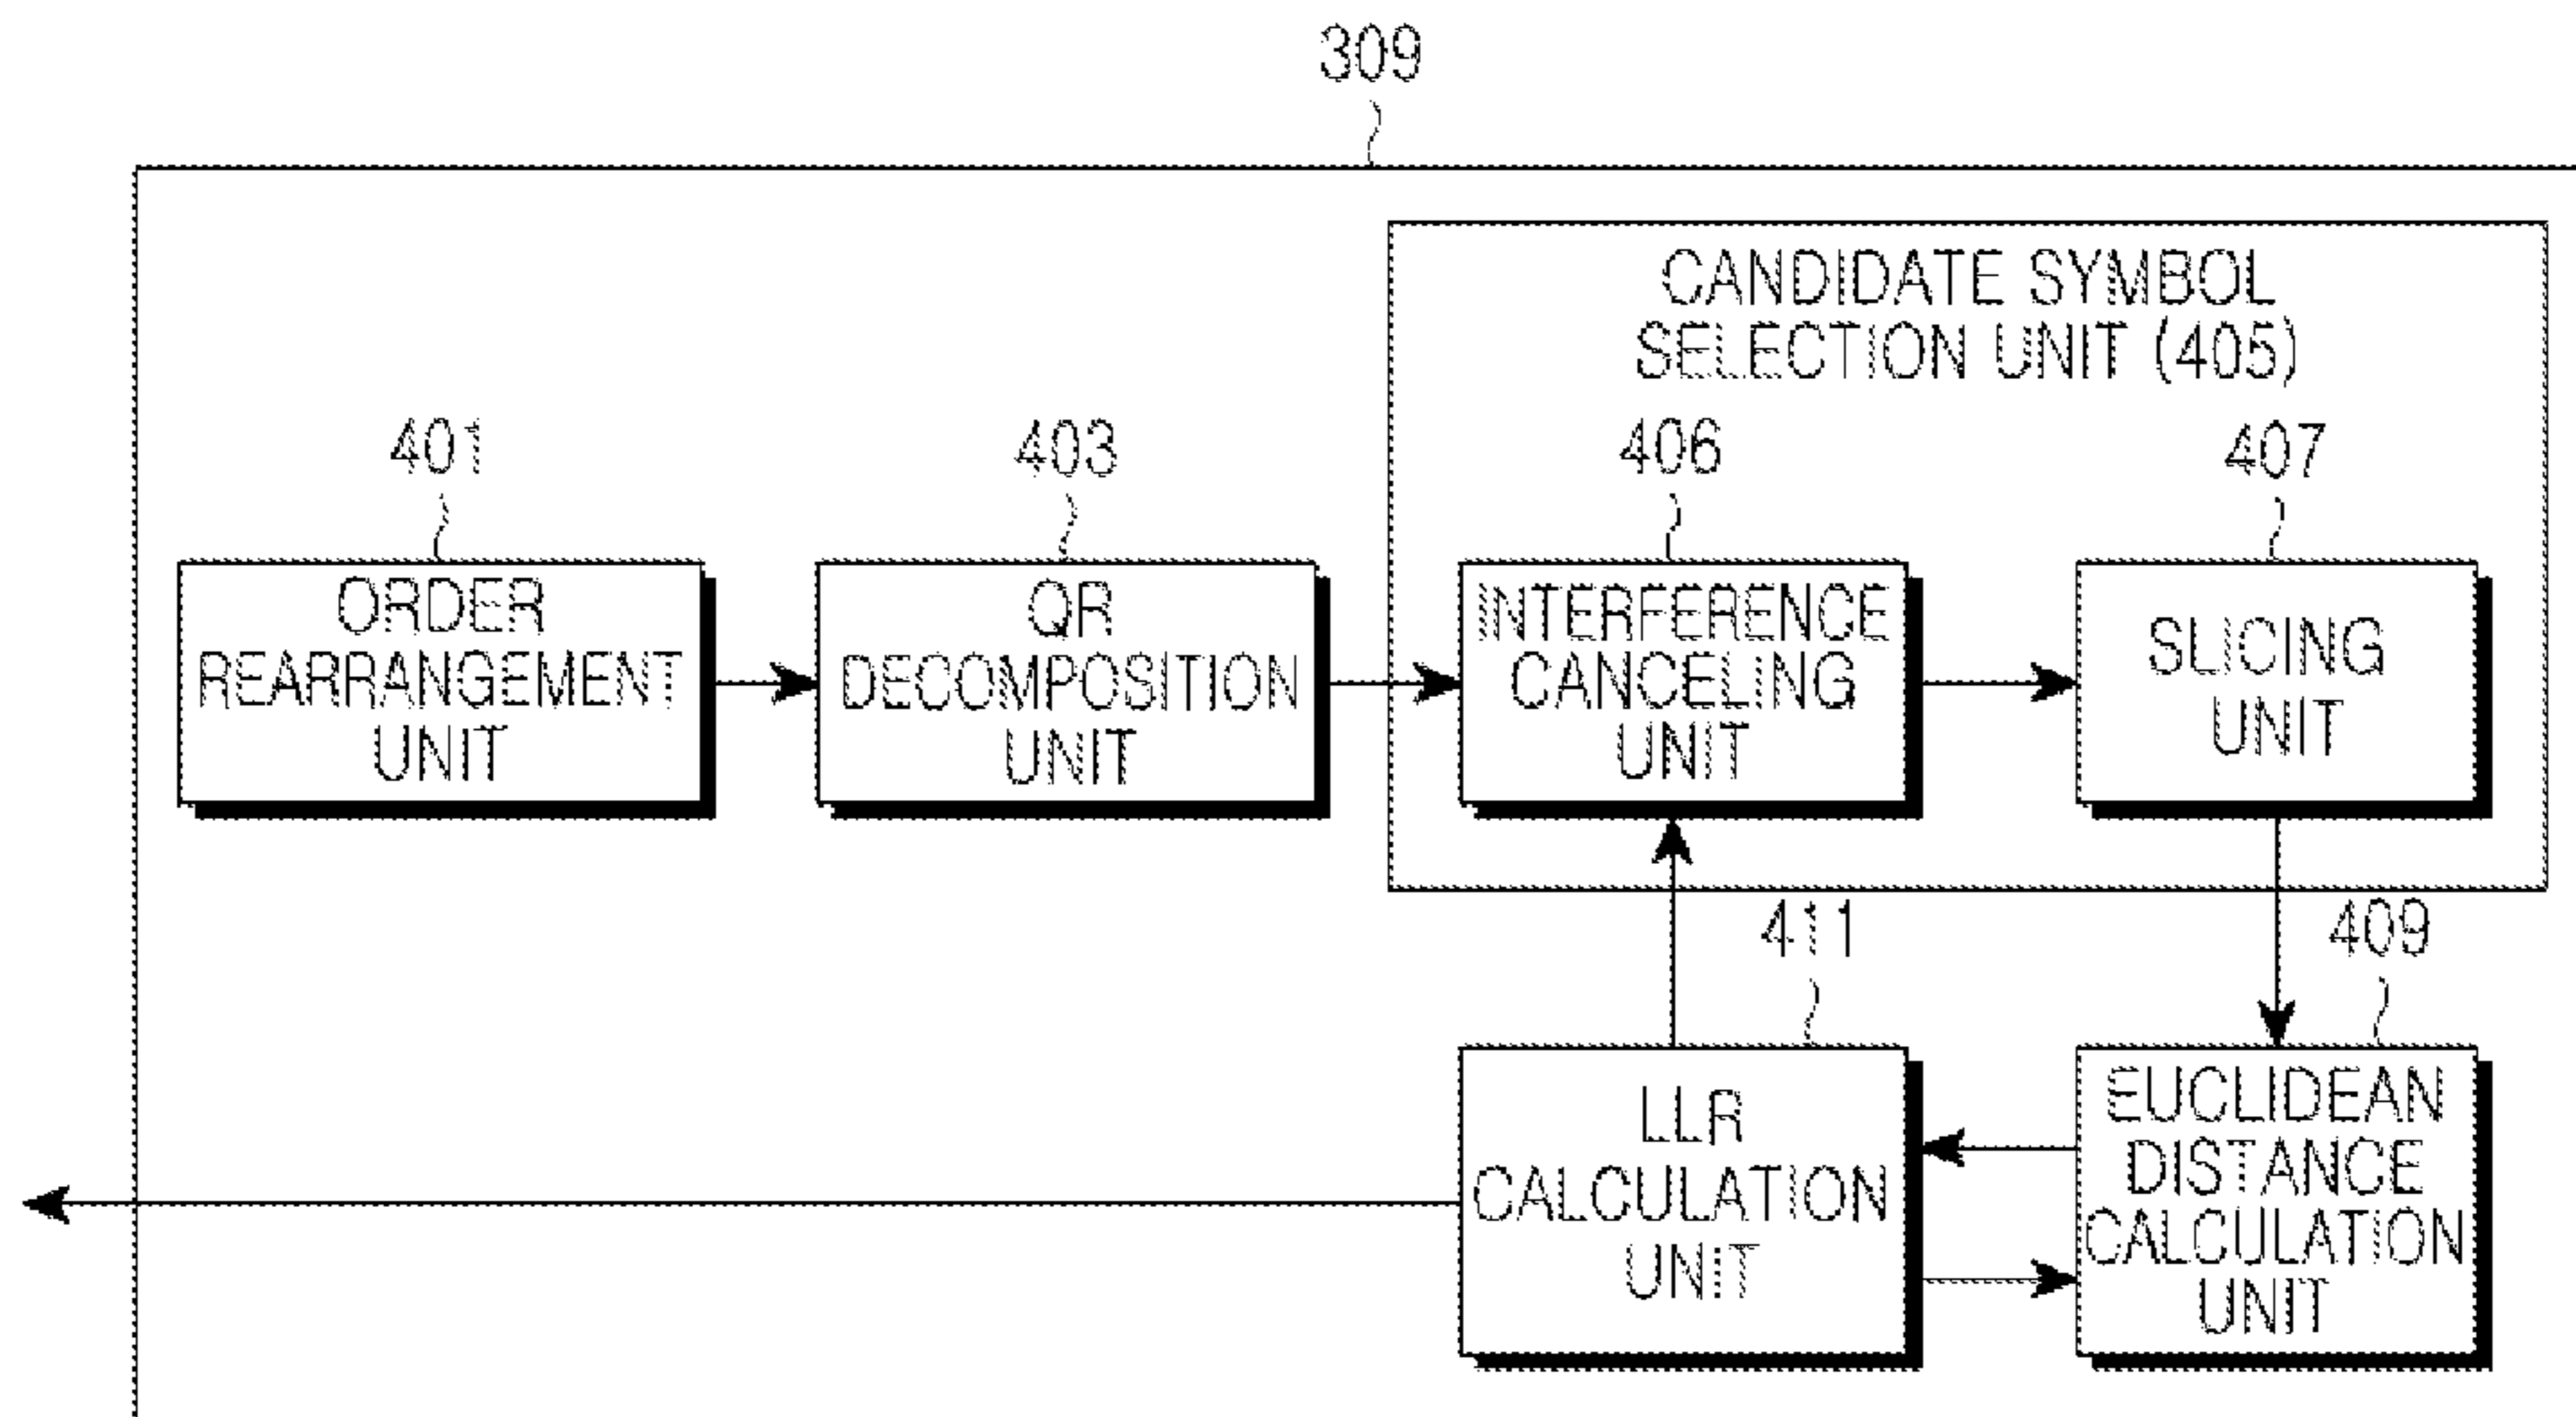 309
CANDIDATE SYMBOL
SELECTION UNIT (405)
401
403
406
407
ORDER
REARRANGEMENT
UNIT
QR
DECOMPOSITION
UNIT
INTERFERENCE
CANCELING
UNIT
SLICING
UNIT
411
409
LLR
CALCULATION
UNIT
EUCLIDEAN
DISTANCE
CALCULATION
UNIT